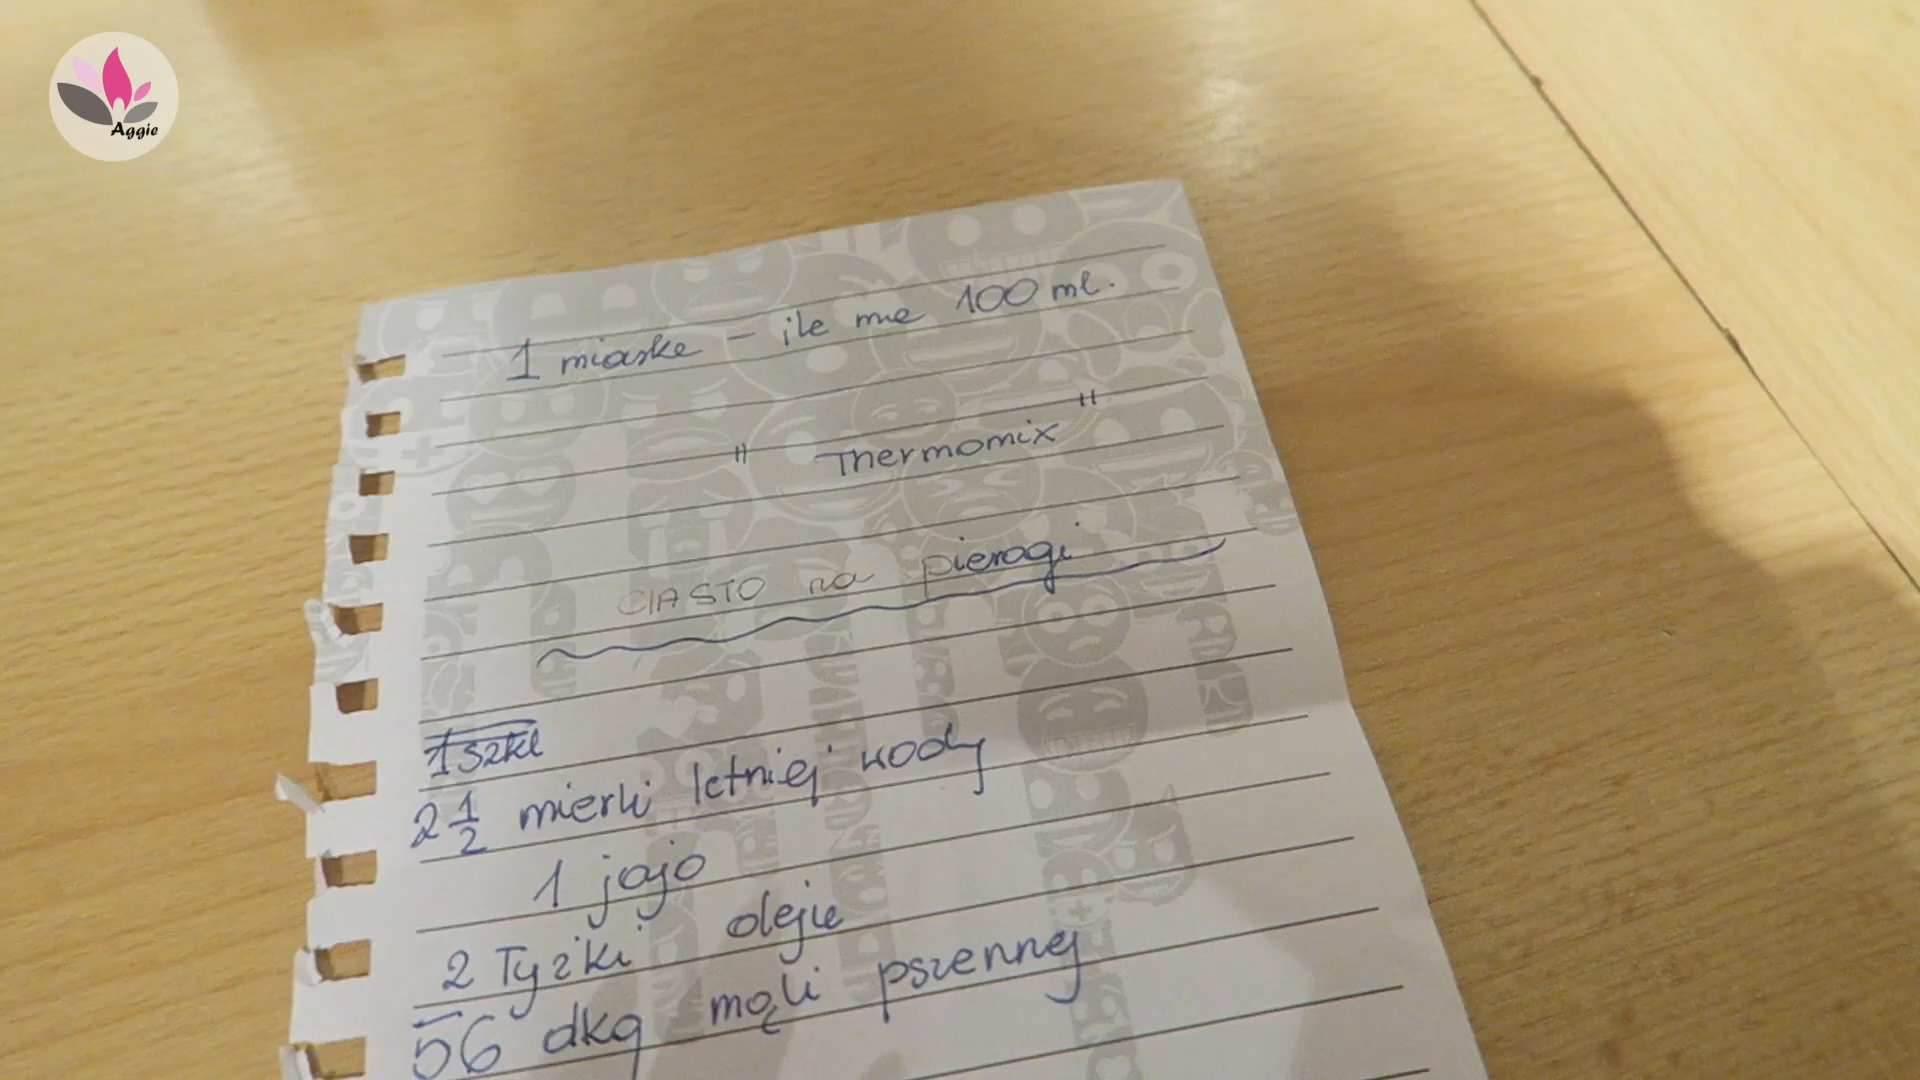 Aggie
1 miarka - ile ma 100 ml.
" Thermomix "
CIASTO na pierogi
1 szkl
2 1/2 miarki letniej wody
1 jajo
2 łyżki oleju
56 dkg mąki pszennej